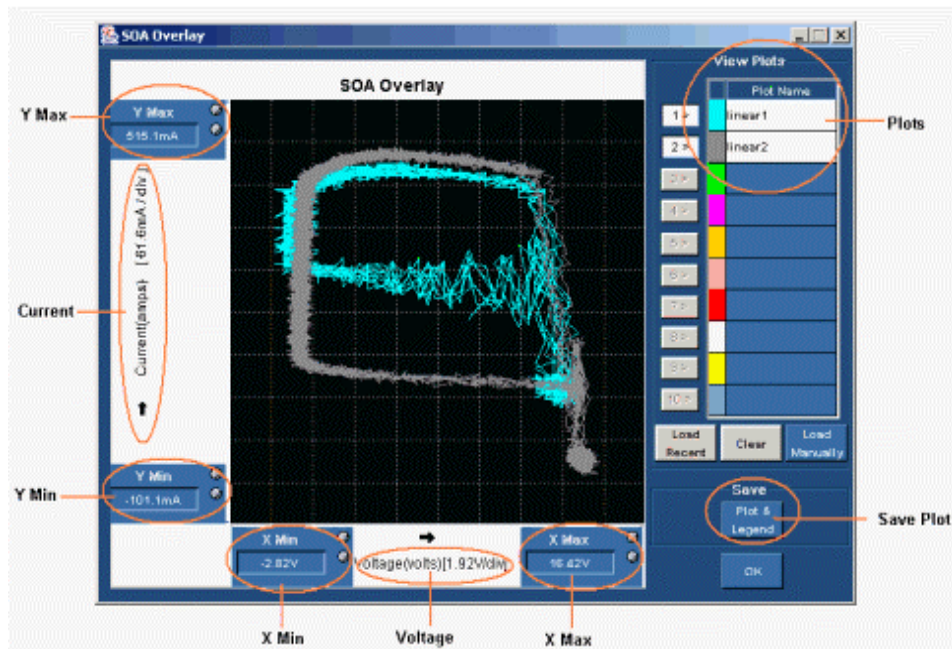 SOA Overlay
View Plots
SOA Overlay
Plot Name
Y Max
Y Max
515.1mA
1 >
linear1
Plots
2 >
linear2
3 >
4 >
5 >
6 >
7 >
8 >
9 >
10 >
Current
Current(amps) [ 61.6mA / div ]
Load Recent
Clear
Load Manually
Y Min
Y Min
-101.1mA
Save
Plot & Legend
Save Plot
X Min
-2.82V
Voltage(volts)[1.92V/div]
X Max
16.42V
OK
X Min
Voltage
X Max